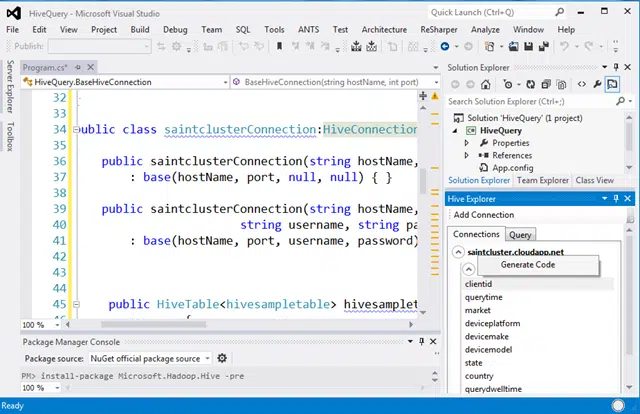 HiveQuery - Microsoft Visual Studio
Quick Launch (Ctrl+Q)
File Edit View Project Build Debug Team SQL Tools ANTS Test Architecture ReSharper Analyze Window Help
Publish:
Server Explorer
Toolbox
Program.cs*
HiveQuery.BaseHiveConnection
BaseHiveConnection(string hostName, int port)
32
33
34 ublic class saintclusterConnection:HiveConnection
35
36 public saintclusterConnection(string hostName,
37 : base(hostName, port, null, null) { }
38
39 public saintclusterConnection(string hostName,
40 string username, string pa
41 : base(hostName, port, username, password)
42
43
44
45 public HiveTable<hivesampletable> hivesamplet
46 {
100 %
Package Manager Console
Package source: NuGet official package source
PM> install-package Microsoft.Hadoop.Hive -pre
100 %
Ready
Solution Explorer
Search Solution Explorer (Ctrl+;)
Solution 'HiveQuery' (1 project)
HiveQuery
Properties
References
App.config
Solution Explorer Team Explorer Class View
Hive Explorer
Add Connection
Connections Query
saintcluster.cloudapp.net
Generate Code
clientid
querytime
market
deviceplatform
devicemake
devicemodel
state
country
querydwelltime